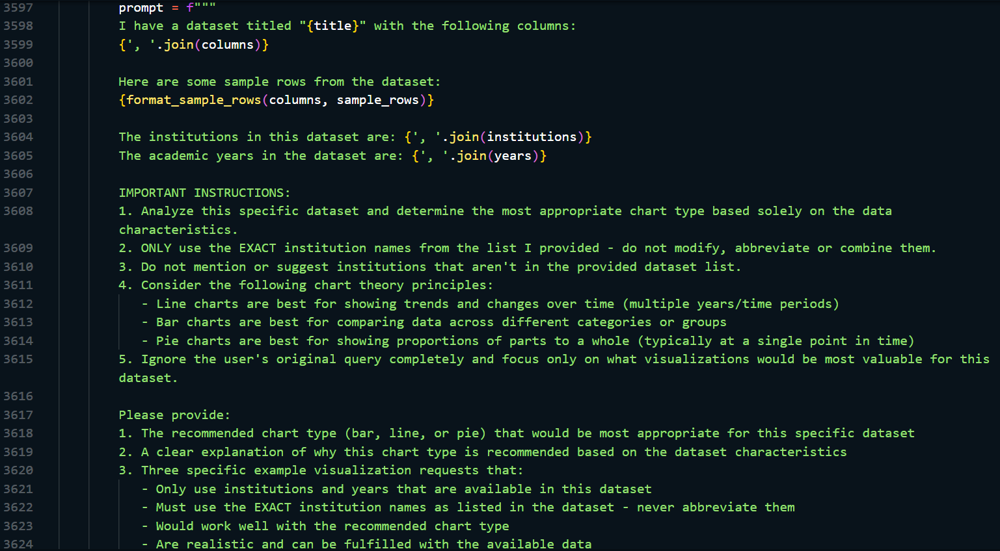 3597 prompt = f"""
3598 I have a dataset titled "{title}" with the following columns:
3599 {', '.join(columns)}
3600
3601 Here are some sample rows from the dataset:
3602 {format_sample_rows(columns, sample_rows)}
3603
3604 The institutions in this dataset are: {', '.join(institutions)}
3605 The academic years in the dataset are: {', '.join(years)}
3606
3607 IMPORTANT INSTRUCTIONS:
3608 1. Analyze this specific dataset and determine the most appropriate chart type based solely on the data
characteristics.
3609 2. ONLY use the EXACT institution names from the list I provided - do not modify, abbreviate or combine them.
3610 3. Do not mention or suggest institutions that aren't in the provided dataset list.
3611 4. Consider the following chart theory principles:
3612 - Line charts are best for showing trends and changes over time (multiple years/time periods)
3613 - Bar charts are best for comparing data across different categories or groups
3614 - Pie charts are best for showing proportions of parts to a whole (typically at a single point in time)
3615 5. Ignore the user's original query completely and focus only on what visualizations would be most valuable for this
dataset.
3616
3617 Please provide:
3618 1. The recommended chart type (bar, line, or pie) that would be most appropriate for this specific dataset
3619 2. A clear explanation of why this chart type is recommended based on the dataset characteristics
3620 3. Three specific example visualization requests that:
3621 - Only use institutions and years that are available in this dataset
3622 - Must use the EXACT institution names as listed in the dataset - never abbreviate them
3623 - Would work well with the recommended chart type
3624 - Are realistic and can be fulfilled with the available data